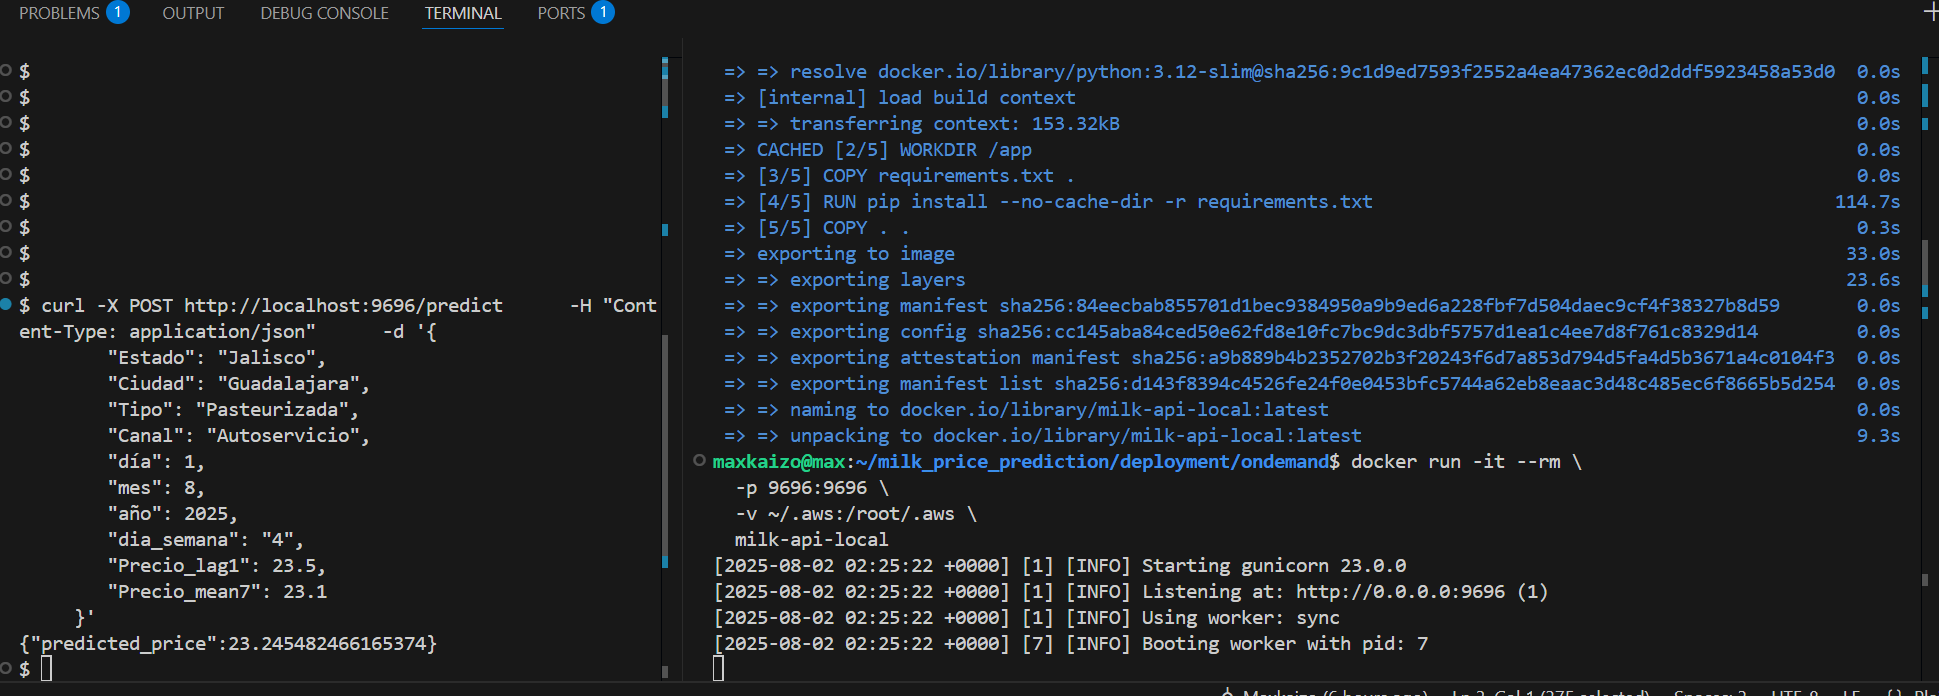 PROBLEMS 1 OUTPUT DEBUG CONSOLE TERMINAL PORTS 1
$
$
$
$
$
$
$
$
$
$ curl -X POST http://localhost:9696/predict      -H "Cont
ent-Type: application/json"      -d '{
        "Estado": "Jalisco",
        "Ciudad": "Guadalajara",
        "Tipo": "Pasteurizada",
        "Canal": "Autoservicio",
        "día": 1,
        "mes": 8,
        "año": 2025,
        "dia_semana": "4",
        "Precio_lag1": 23.5,
        "Precio_mean7": 23.1
     }'
{"predicted_price":23.245482466165374}
$
=> => resolve docker.io/library/python:3.12-slim@sha256:9c1d9ed7593f2552a4ea47362ec0d2ddf5923458a53d0 0.0s
=> [internal] load build context 0.0s
=> => transferring context: 153.32kB 0.0s
=> CACHED [2/5] WORKDIR /app 0.0s
=> [3/5] COPY requirements.txt . 0.0s
=> [4/5] RUN pip install --no-cache-dir -r requirements.txt 114.7s
=> [5/5] COPY . . 0.3s
=> exporting to image 33.0s
=> => exporting layers 23.6s
=> => exporting manifest sha256:84eecbab855701d1bec9384950a9b9ed6a228fbf7d504daec9cf4f38327b8d59 0.0s
=> => exporting config sha256:cc145aba84ced50e62fd8e10fc7bc9dc3dbf5757d1ea1c4ee7d8f761c8329d14 0.0s
=> => exporting attestation manifest sha256:a9b889b4b2352702b3f20243f6d7a853d794d5fa4d5b3671a4c0104f3 0.0s
=> => exporting manifest list sha256:d143f8394c4526fe24f0e0453bfc5744a62eb8eaac3d48c485ec6f8665b5d254 0.0s
=> => naming to docker.io/library/milk-api-local:latest 0.0s
=> => unpacking to docker.io/library/milk-api-local:latest 9.3s
maxkaizo@max:~/milk_price_prediction/deployment/ondemand$ docker run -it --rm \
  -p 9696:9696 \
  -v ~/.aws:/root/.aws \
  milk-api-local
[2025-08-02 02:25:22 +0000] [1] [INFO] Starting gunicorn 23.0.0
[2025-08-02 02:25:22 +0000] [1] [INFO] Listening at: http://0.0.0.0:9696 (1)
[2025-08-02 02:25:22 +0000] [1] [INFO] Using worker: sync
[2025-08-02 02:25:22 +0000] [7] [INFO] Booting worker with pid: 7